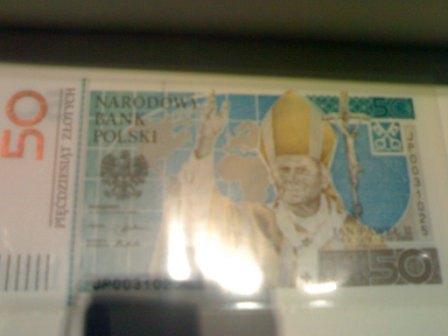 50
PIĘĆDZIESIĄT ZŁOTYCH
NARODOWY
BANK
POLSKI
50
JP0031025
50